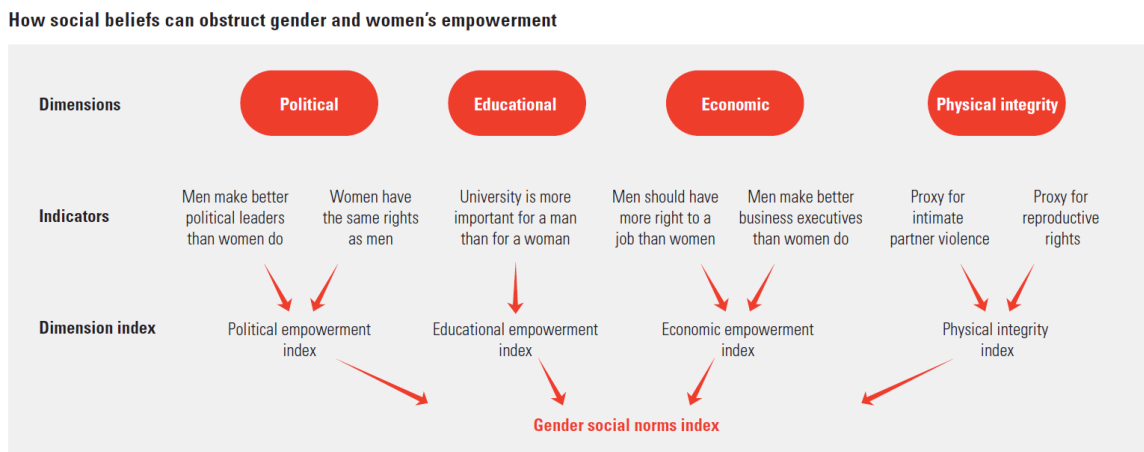 How social beliefs can obstruct gender and women's empowerment
Dimensions
Political
Educational
Economic
Physical integrity
Indicators
Men make better
political leaders
than women do
Women have
the same rights
as men
University is more
important for a man
than for a woman
Men should have
more right to a
job than women
Men make better
business executives
than women do
Proxy for
intimate
partner violence
Proxy for
reproductive
rights
Dimension index
Political empowerment
index
Educational empowerment
index
Economic empowerment
index
Physical integrity
index
Gender social norms index